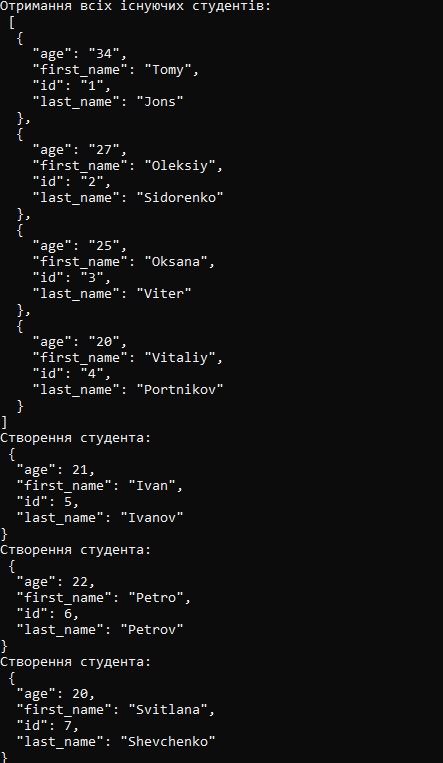 Отримання всіх існуючих студентів:
 [
  {
    "age": "34",
    "first_name": "Tomy",
    "id": "1",
    "last_name": "Jons"
  },
  {
    "age": "27",
    "first_name": "Oleksiy",
    "id": "2",
    "last_name": "Sidorenko"
  },
  {
    "age": "25",
    "first_name": "Oksana",
    "id": "3",
    "last_name": "Viter"
  },
  {
    "age": "20",
    "first_name": "Vitaliy",
    "id": "4",
    "last_name": "Portnikov"
  }
]
Створення студента:
 {
  "age": 21,
  "first_name": "Ivan",
  "id": 5,
  "last_name": "Ivanov"
}
Створення студента:
 {
  "age": 22,
  "first_name": "Petro",
  "id": 6,
  "last_name": "Petrov"
}
Створення студента:
 {
  "age": 20,
  "first_name": "Svitlana",
  "id": 7,
  "last_name": "Shevchenko"
}